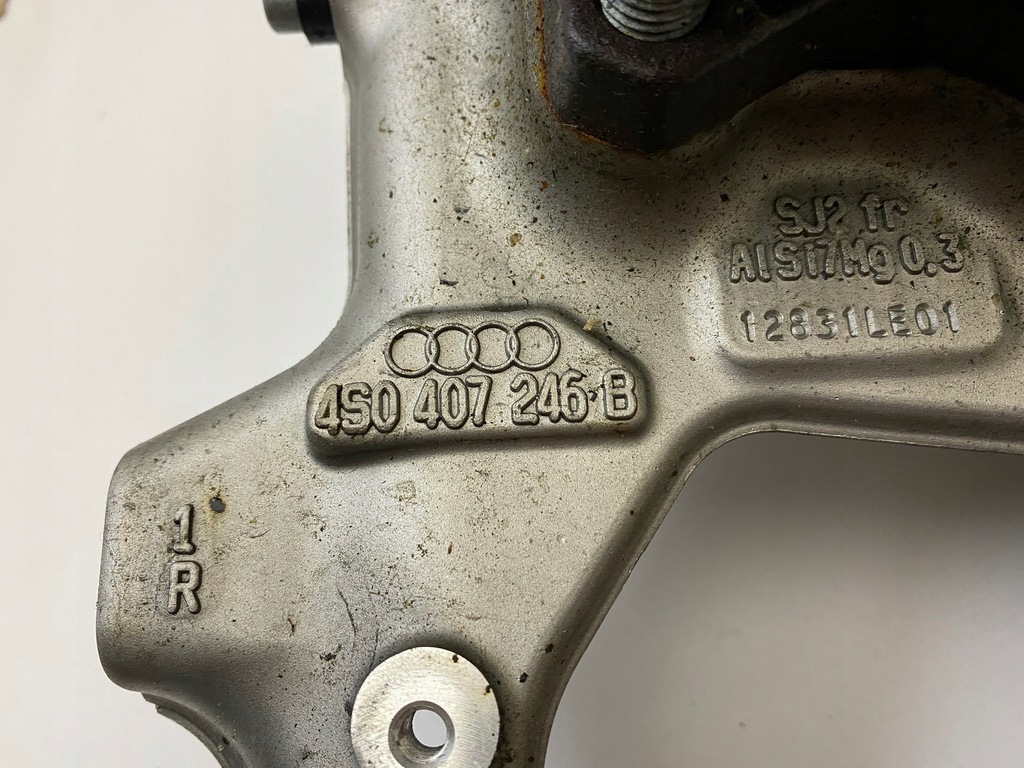 SJ2 fr
AlSi7Mg0.3
12831LE01
4S0 407 246 B
1
R